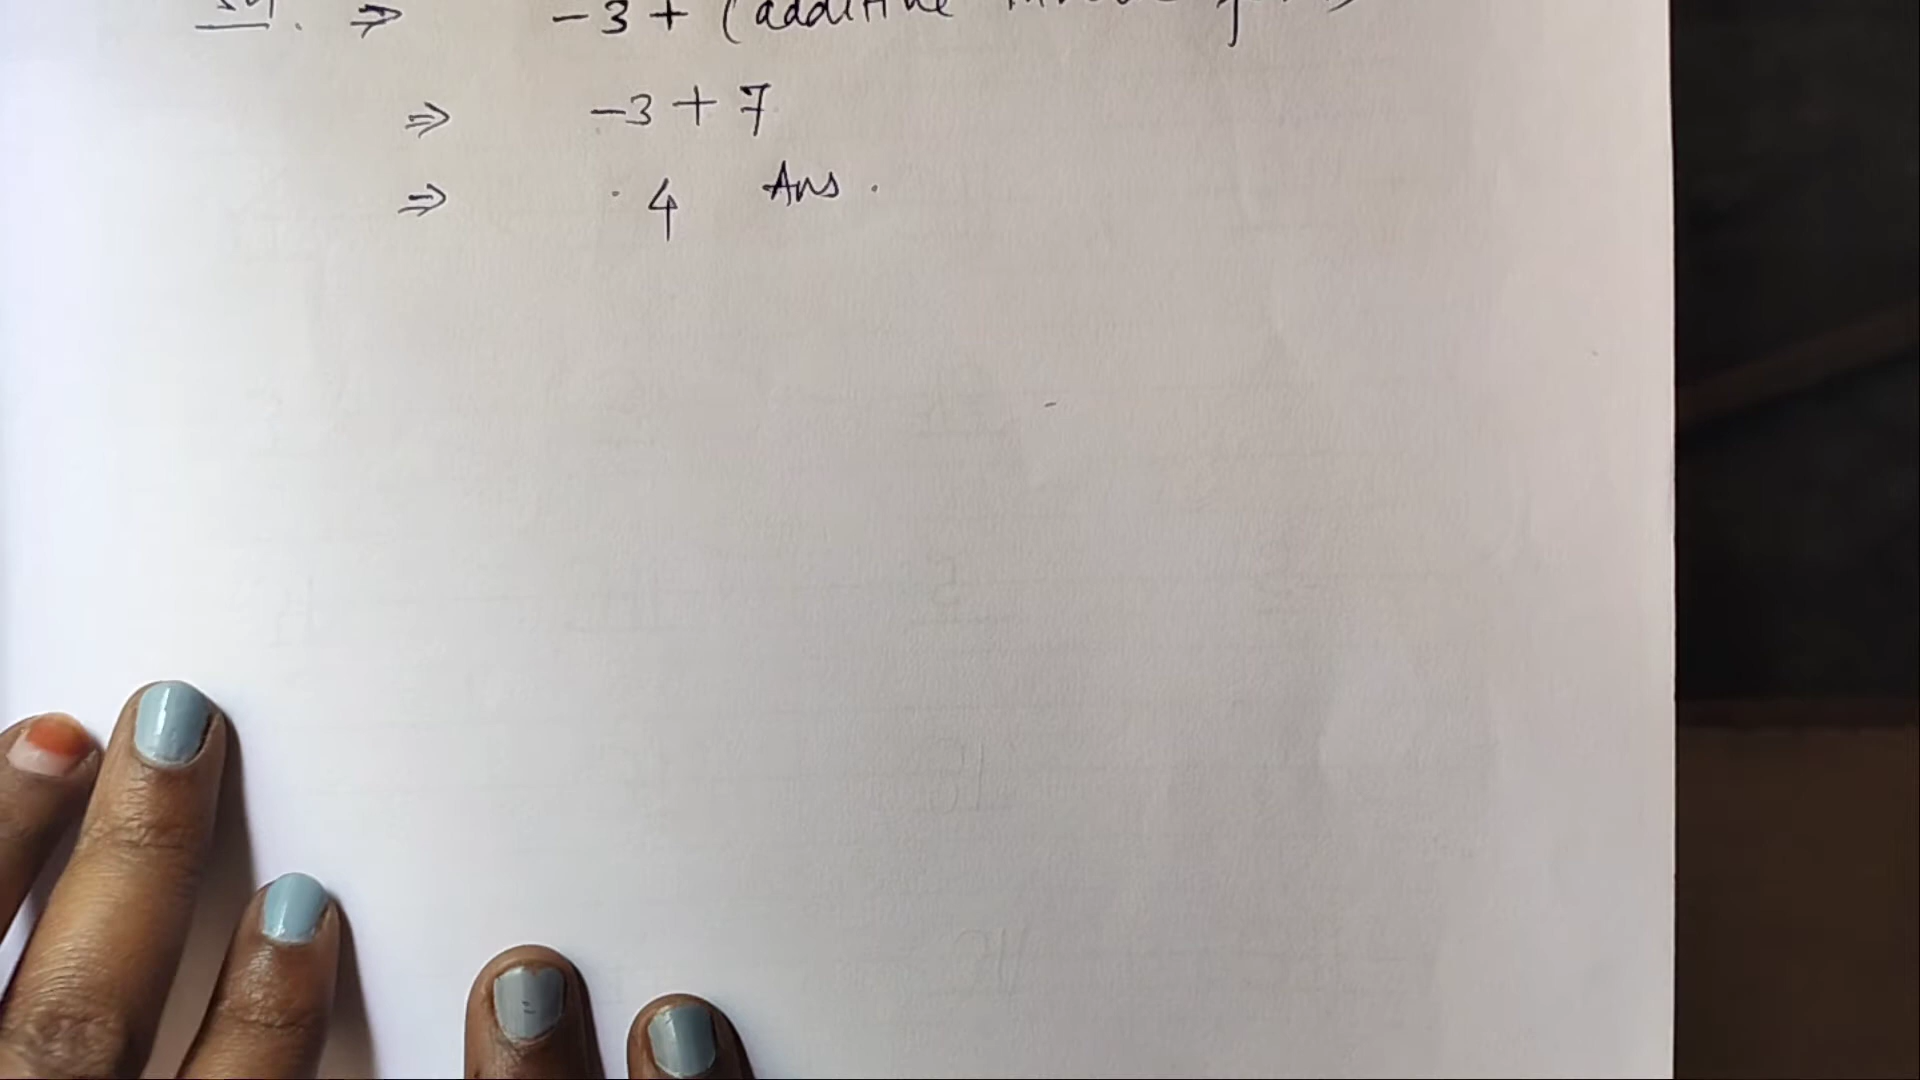 ⇒ -3 + (additive
⇒ -3 + 7
⇒ 4 Ans.